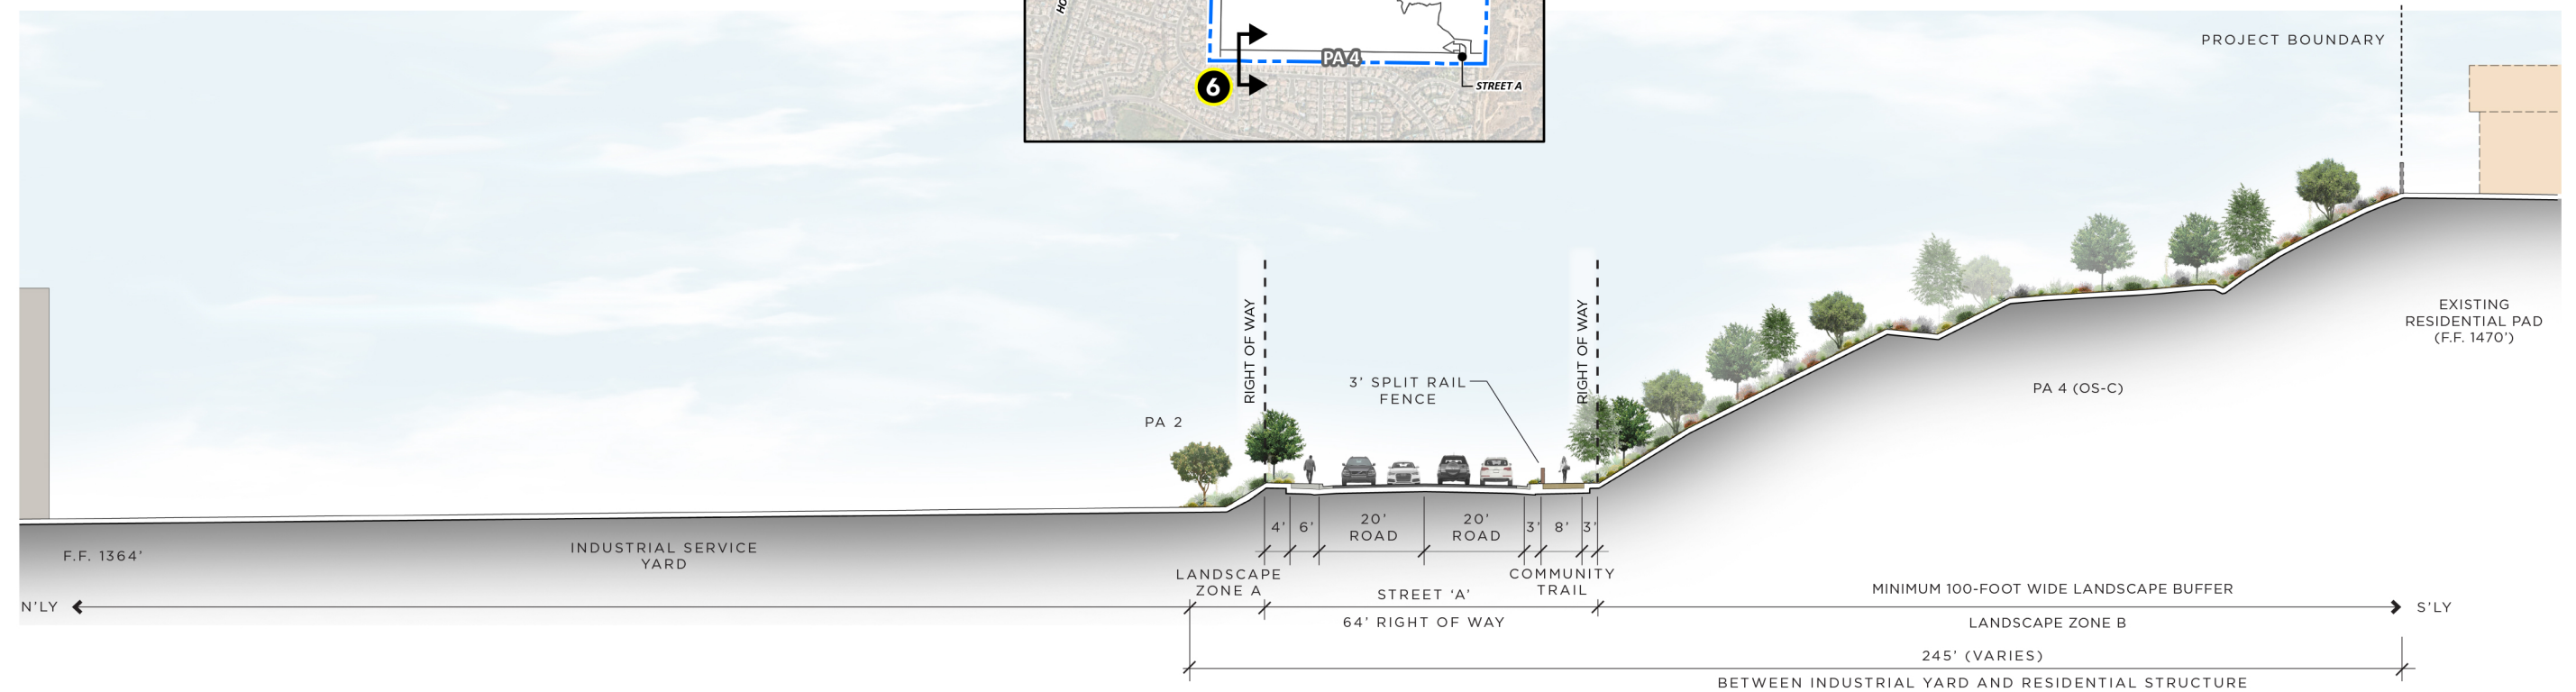 HO
PA 4
6
STREET A
PROJECT BOUNDARY
RIGHT OF WAY
RIGHT OF WAY
3' SPLIT RAIL
FENCE
PA 2
EXISTING
RESIDENTIAL PAD
(F.F. 1470')
PA 4 (OS-C)
4' 6' 20' 20' 3' 8' 3'
ROAD ROAD
F.F. 1364'
INDUSTRIAL SERVICE
YARD
LANDSCAPE
ZONE A
COMMUNITY
TRAIL
STREET ‘A’
64' RIGHT OF WAY
MINIMUM 100-FOOT WIDE LANDSCAPE BUFFER
N'LY
S'LY
LANDSCAPE ZONE B
245' (VARIES)
BETWEEN INDUSTRIAL YARD AND RESIDENTIAL STRUCTURE